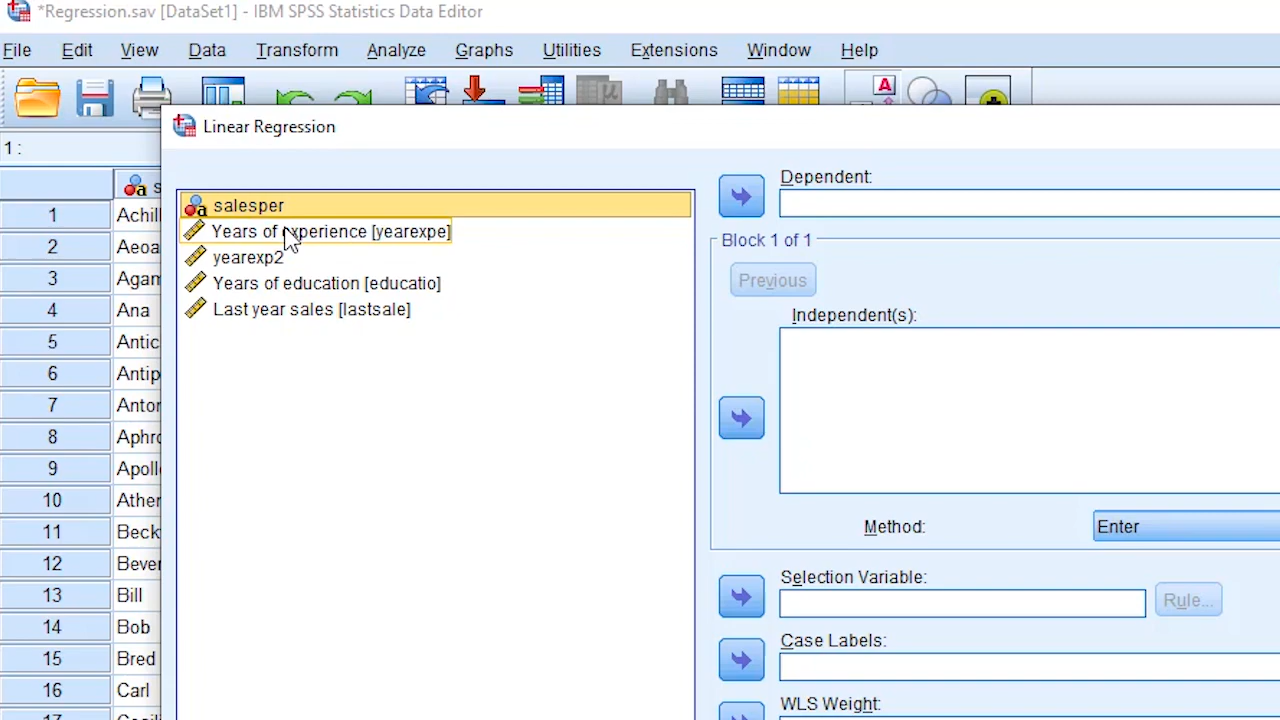 *Regression.sav [DataSet1] - IBM SPSS Statistics Data Editor
File Edit View Data Transform Analyze Graphs Utilities Extensions Window Help
Linear Regression
1 :
salesper
Years of experience [yearexpe]
yearexp2
Years of education [educatio]
Last year sales [lastsale]
Dependent:
Block 1 of 1
Previous
Independent(s):
Method: Enter
Selection Variable:
Rule...
Case Labels:
WLS Weight:
1 Achil
2 Aeoa
3 Agam
4 Ana
5 Antic
6 Antip
7 Anton
8 Aphro
9 Apollo
10 Ather
11 Beck
12 Bever
13 Bill
14 Bob
15 Bred
16 Carl
17